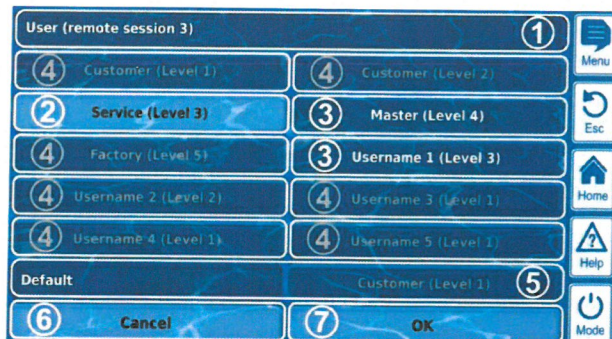 User (remote session 3) 1
Menu
4 Customer (Level 1) 4 Customer (Level 2)
2 Service (Level 3) 3 Master (Level 4)
Esc
4 Factory (Level 5) 3 Username 1 (Level 3)
4 Username 2 (Level 2) 4 Username 3 (Level 1)
Home
4 Username 4 (Level 1) 4 Username 5 (Level 1)
? Help
Default Customer (Level 1) 5
6 Cancel 7 OK
Mode